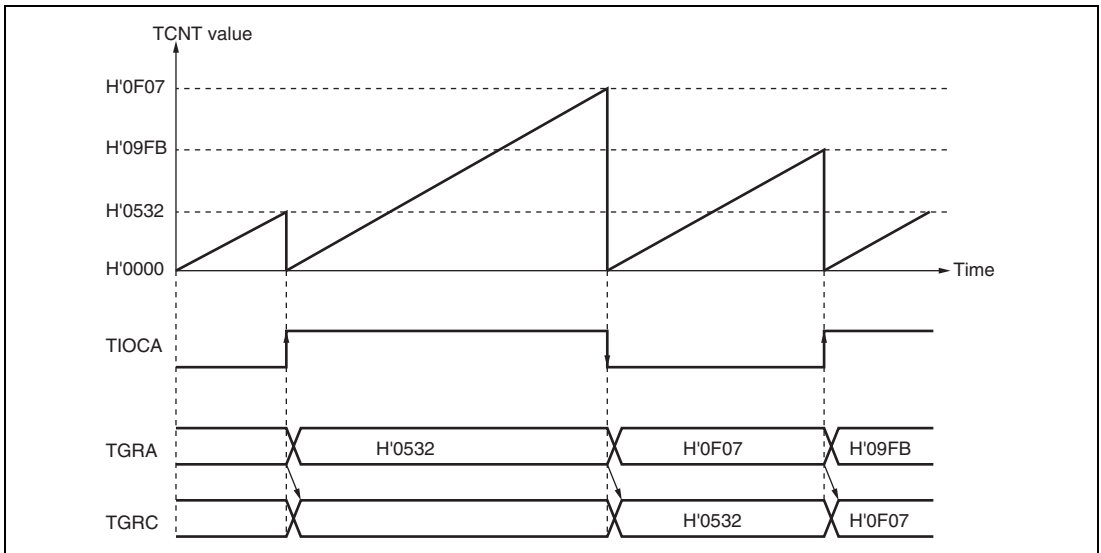 TCNT value
H'0F07
H'09FB
H'0532
H'0000
Time
TIOCA
TGRA H'0532 H'0F07 H'09FB
TGRC H'0532 H'0F07